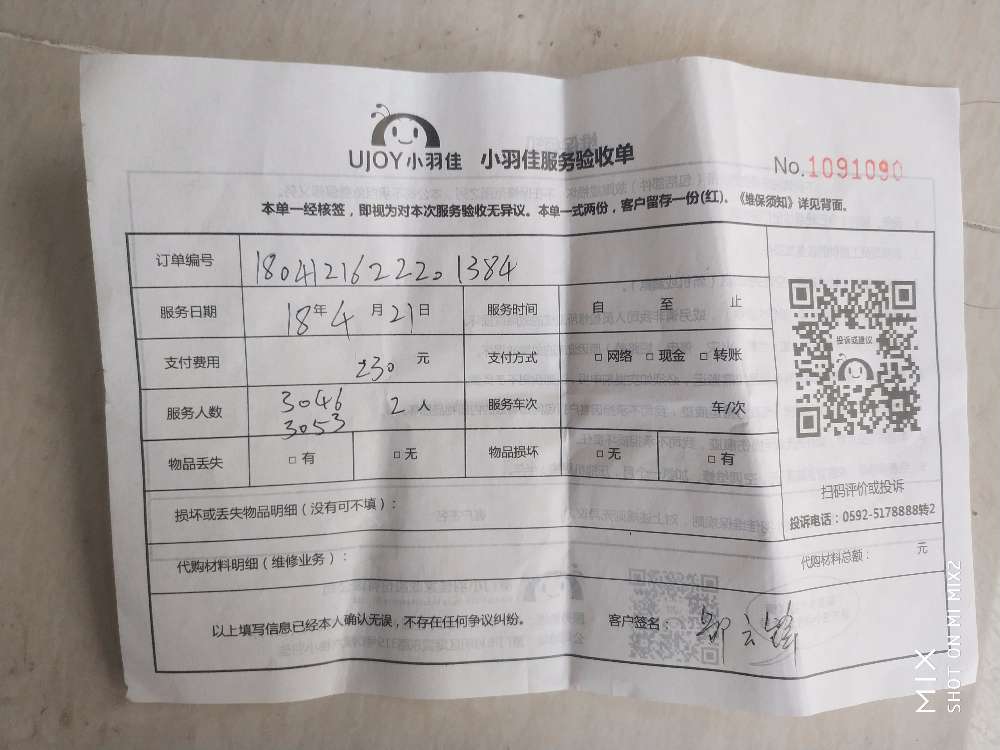 UJOY小羽佳 小羽佳服务验收单
No.1091090
本单一经核签，即视为对本次服务验收无异议。本单一式两份，客户留存一份(红)。《维保须知》详见背面。
订单编号 180412162220 1384
服务日期 18年4月21日 服务时间 自 至 止
支付费用 230元 支付方式 □网络 □现金 □转账
投诉或建议
服务人数 3046 3053 2人 服务车次 车/次
物品丢失 □有 □无 物品损坏 □无 □有
扫码评价或投诉
损坏或丢失物品明细（没有可不填）：
投诉电话：0592-5178888转2
代购材料明细（维修业务）：
代购材料总额： 元
以上填写信息已经本人确认无误，不存在任何争议纠纷。 客户签名：
MIX
SHOT ON MI MIX2